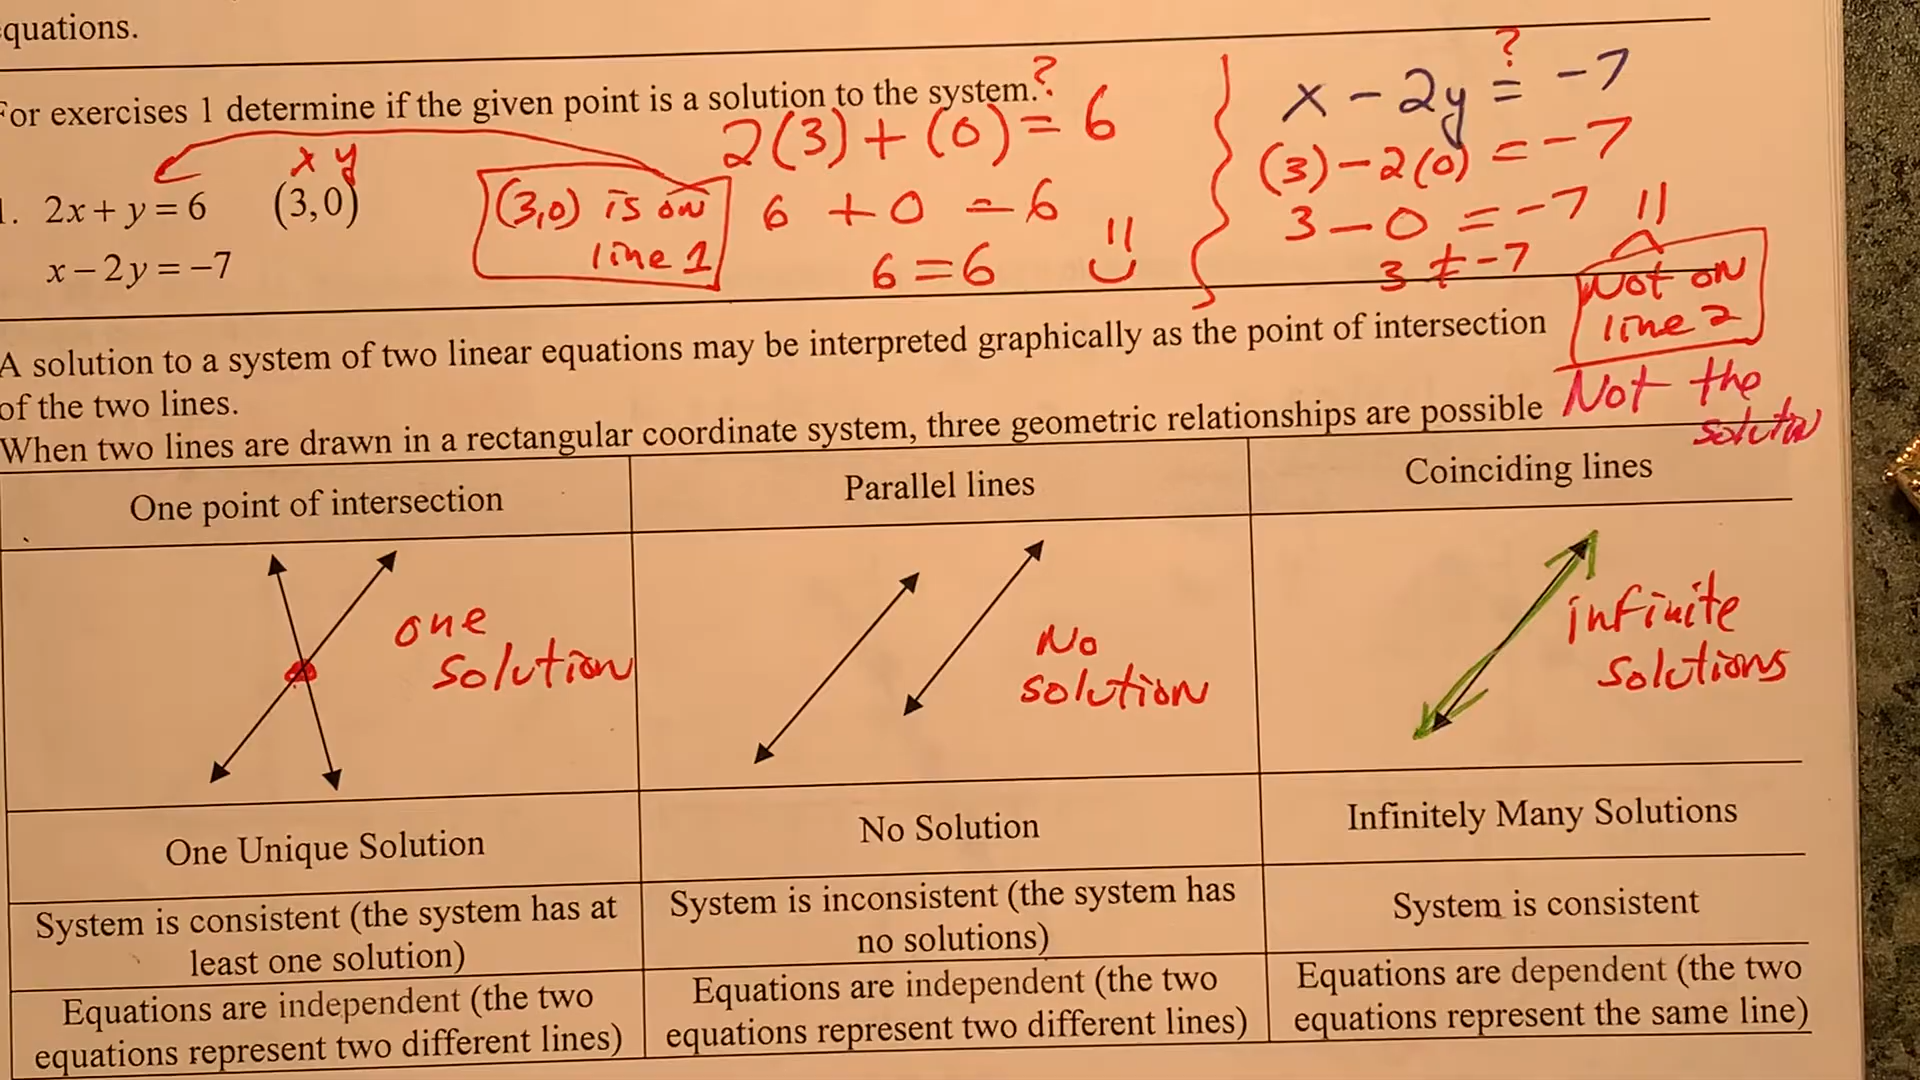 quations.
For exercises 1 determine if the given point is a solution to the system.
?
2(3) + (0) = 6
x y
1. 2x + y = 6 (3,0)
x − 2y = −7
(3,0) is on
line 1
6 + 0 = 6
6 = 6
?
x − 2y = −7
(3) − 2(0) = −7
3 − 0 = −7
3 ≠ −7
Not on
line 2
Not the
solution
A solution to a system of two linear equations may be interpreted graphically as the point of intersection
of the two lines.
When two lines are drawn in a rectangular coordinate system, three geometric relationships are possible
One point of intersection
Parallel lines
Coinciding lines
one
solution
No
solution
infinite
solutions
One Unique Solution
No Solution
Infinitely Many Solutions
System is consistent (the system has at
least one solution)
System is inconsistent (the system has
no solutions)
System is consistent
Equations are independent (the two
equations represent two different lines)
Equations are independent (the two
equations represent two different lines)
Equations are dependent (the two
equations represent the same line)